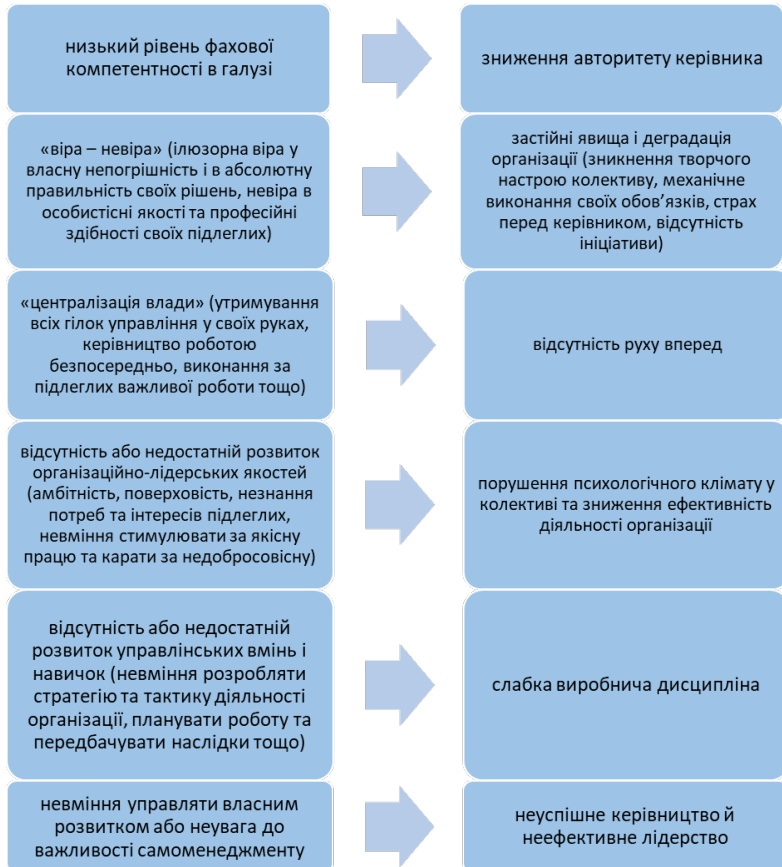 низький рівень фахової
компетентності в галузі
зниження авторитету керівника
«віра – невіра» (ілюзорна віра у
власну непогрішність і в абсолютну
правильність своїх рішень, невіра в
особистісні якості та професійні
здібності своїх підлеглих)
застійні явища і деградація
організації (зникнення творчого
настрою колективу, механічне
виконання своїх обов’язків, страх
перед керівником, відсутність
ініціативи)
«централізація влади» (утримування
всіх гілок управління у своїх руках,
керівництво роботою
безпосередньо, виконання за
підлеглих важливої роботи тощо)
відсутність руху вперед
відсутність або недостатній розвиток
організаційно-лідерських якостей
(амбітність, поверховість, незнання
потреб та інтересів підлеглих,
невміння стимулювати за якісну
працю та карати за недобросовісну)
порушення психологічного клімату у
колективі та зниження ефективність
діяльності організації
відсутність або недостатній
розвиток управлінських вмінь і
навичок (невміння розробляти
стратегію та тактику діяльності
організації, планувати роботу та
передбачувати наслідки тощо)
слабка виробнича дисципліна
невміння управляти власним
розвитком або неувага до
важливості самоменеджменту
неуспішне керівництво й
неефективне лідерство